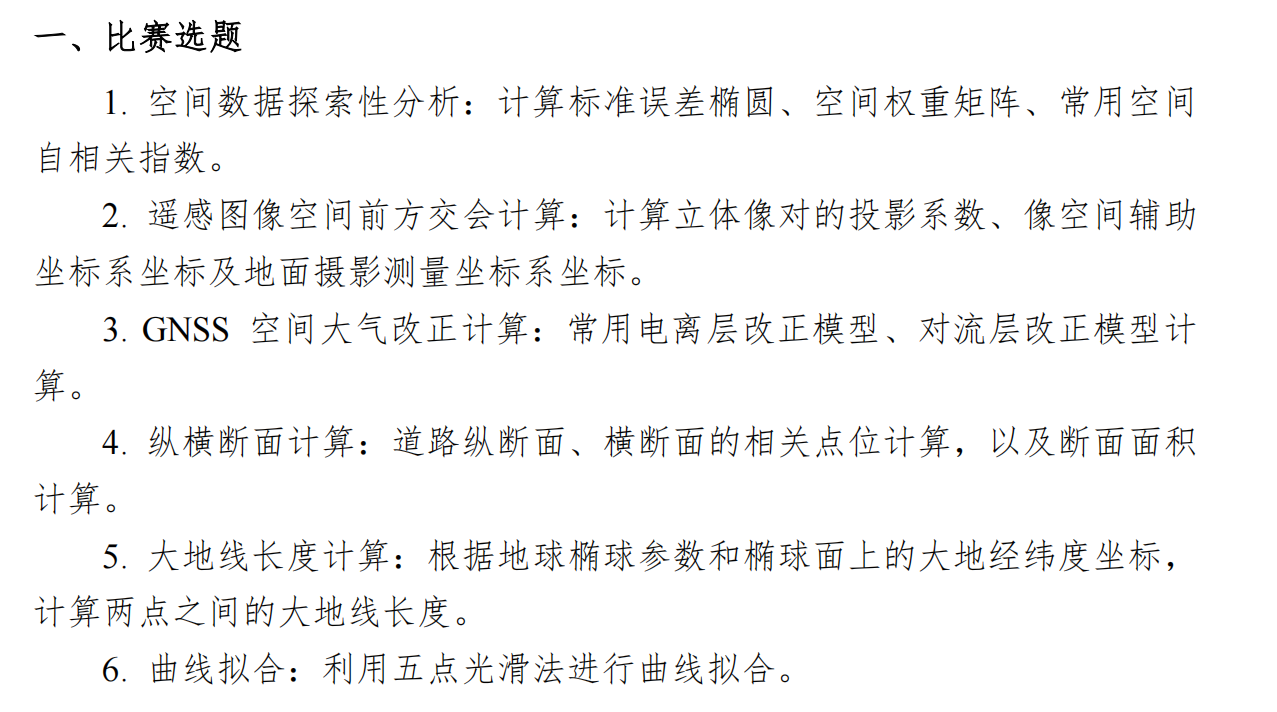 一、比赛选题
1. 空间数据探索性分析：计算标准误差椭圆、空间权重矩阵、常用空间
自相关指数。
2. 遥感图像空间前方交会计算：计算立体像对的投影系数、像空间辅助
坐标系坐标及地面摄影测量坐标系坐标。
3. GNSS 空间大气改正计算：常用电离层改正模型、对流层改正模型计
算。
4. 纵横断面计算：道路纵断面、横断面的相关点位计算，以及断面面积
计算。
5. 大地线长度计算：根据地球椭球参数和椭球面上的大地经纬度坐标，
计算两点之间的大地线长度。
6. 曲线拟合：利用五点光滑法进行曲线拟合。